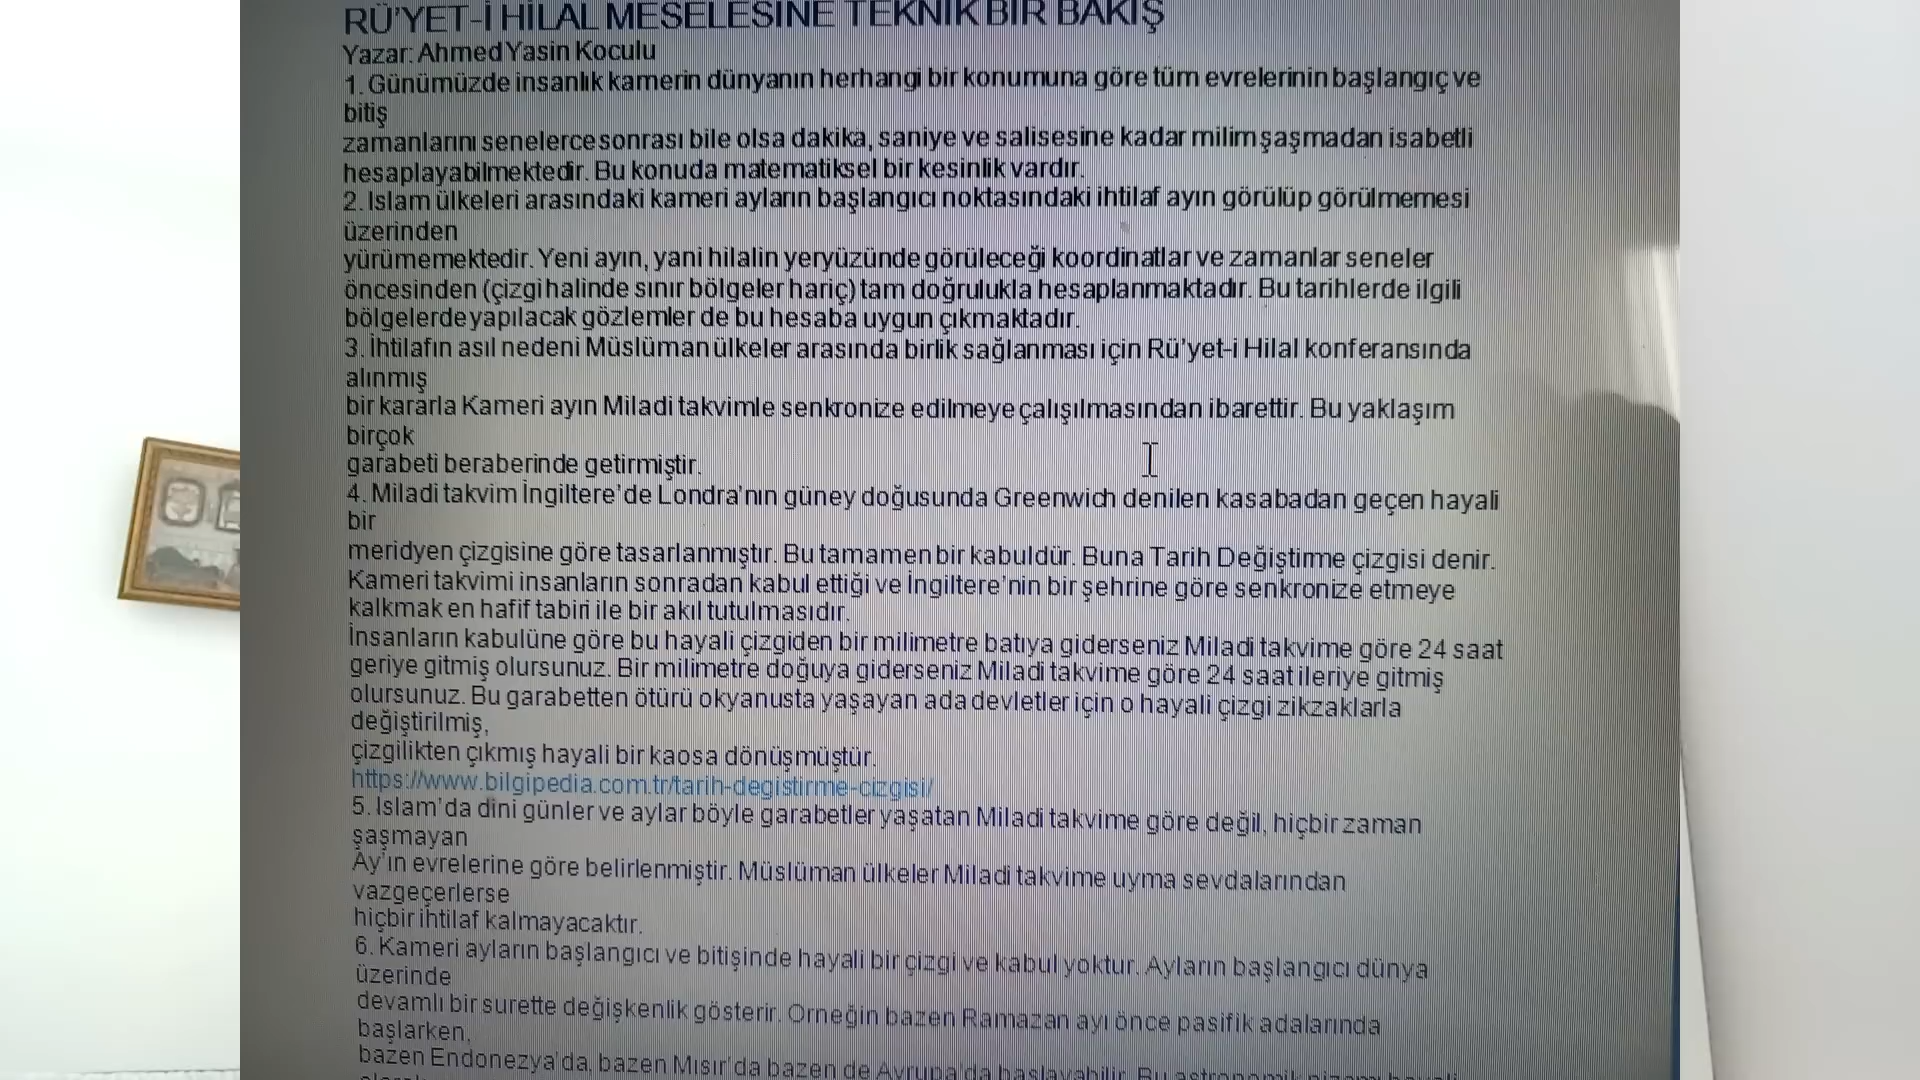 RÜ'YET-İ HİLAL MESELESİNE TEKNİK BİR BAKIŞ
Yazar: Ahmed Yasin Koculu
1. Günümüzde insanlık kamerin dünyanın herhangi bir konumuna göre tüm evrelerinin başlangıç ve
bitiş
zamanlarını senelerce sonrası bile olsa dakika, saniye ve salisesine kadar milim şaşmadan isabetli
hesaplayabilmektedir. Bu konuda matematiksel bir kesinlik vardır.
2. Islam ülkeleri arasındaki kameri ayların başlangıcı noktasındaki ihtilaf ayın görülüp görülmemesi
üzerinden
yürümemektedir. Yeni ayın, yani hilalin yeryüzünde görüleceği koordinatlar ve zamanlar seneler
öncesinden (çizgi halinde sınır bölgeler hariç) tam doğrulukla hesaplanmaktadır. Bu tarihlerde ilgili
bölgelerde yapılacak gözlemler de bu hesaba uygun çıkmaktadır.
3. İhtilafın asıl nedeni Müslüman ülkeler arasında birlik sağlanması için Rü'yet-i Hilal konferansında
alınmış
bir kararla Kameri ayın Miladi takvimle senkronize edilmeye çalışılmasından ibarettir. Bu yaklaşım
birçok
garabeti beraberinde getirmiştir.
4. Miladi takvim İngiltere'de Londra'nın güney doğusunda Greenwich denilen kasabadan geçen hayali
bir
meridyen çizgisine göre tasarlanmıştır. Bu tamamen bir kabuldür. Buna Tarih Değiştirme çizgisi denir.
Kameri takvimi insanların sonradan kabul ettiği ve İngiltere'nin bir şehrine göre senkronize etmeye
kalkmak en hafif tabiri ile bir akıl tutulmasıdır.
İnsanların kabulüne göre bu hayali çizgiden bir milimetre batıya giderseniz Miladi takvime göre 24 saat
geriye gitmiş olursunuz. Bir milimetre doğuya giderseniz Miladi takvime göre 24 saat ileriye gitmiş
olursunuz. Bu garabetten ötürü okyanusta yaşayan ada devletler için o hayali çizgi zikzaklarla
değiştirilmiş,
çizgilikten çıkmış hayali bir kaosa dönüşmüştür.
https://www.bilgipedia.com.tr/tarih-degistirme-cizgisi/
5. Islam'da dini günler ve aylar böyle garabetler yaşatan Miladi takvime göre değil, hiçbir zaman
şaşmayan
Ay'ın evrelerine göre belirlenmiştir. Müslüman ülkeler Miladi takvime uyma sevdalarından
vazgeçerlerse
hiçbir ihtilaf kalmayacaktır.
6. Kameri ayların başlangıcı ve bitişinde hayali bir çizgi ve kabul yoktur. Ayların başlangıcı dünya
üzerinde
devamlı bir surette değişkenlik gösterir. Örneğin bazen Ramazan ayı önce pasifik adalarında
başlarken,
bazen Endonezya'da, bazen Mısır'da bazen de Avrupa'da başlayabilir. Bu astronomik nizamı hayali